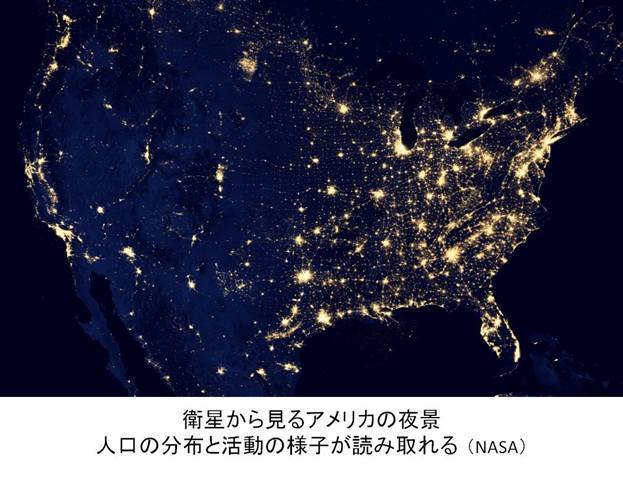 衛星から見るアメリカの夜景
人口の分布と活動の様子が読み取れる（NASA）